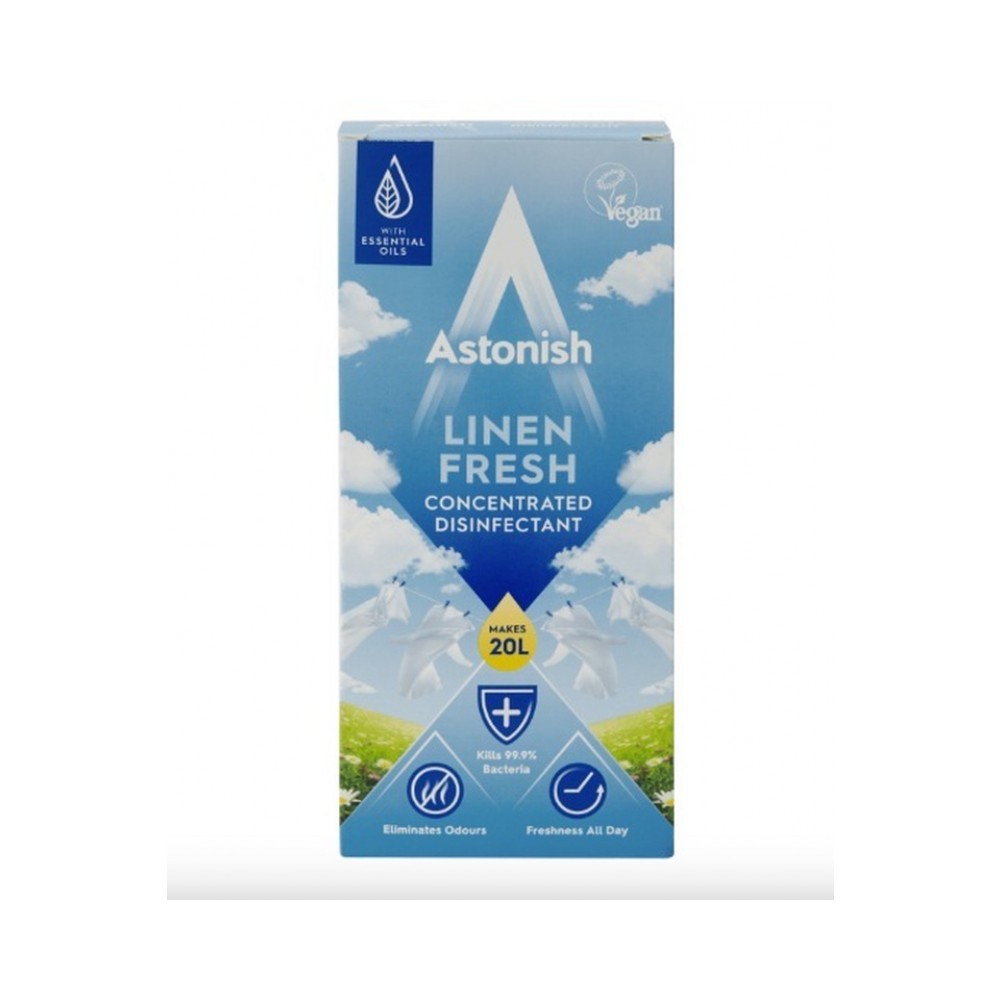 WITH
ESSENTIAL
OILS
Vegan
Astonish
LINEN
FRESH
CONCENTRATED
DISINFECTANT
MAKES
20L
Kills 99.9%
Bacteria
Eliminates Odours
Freshness All Day